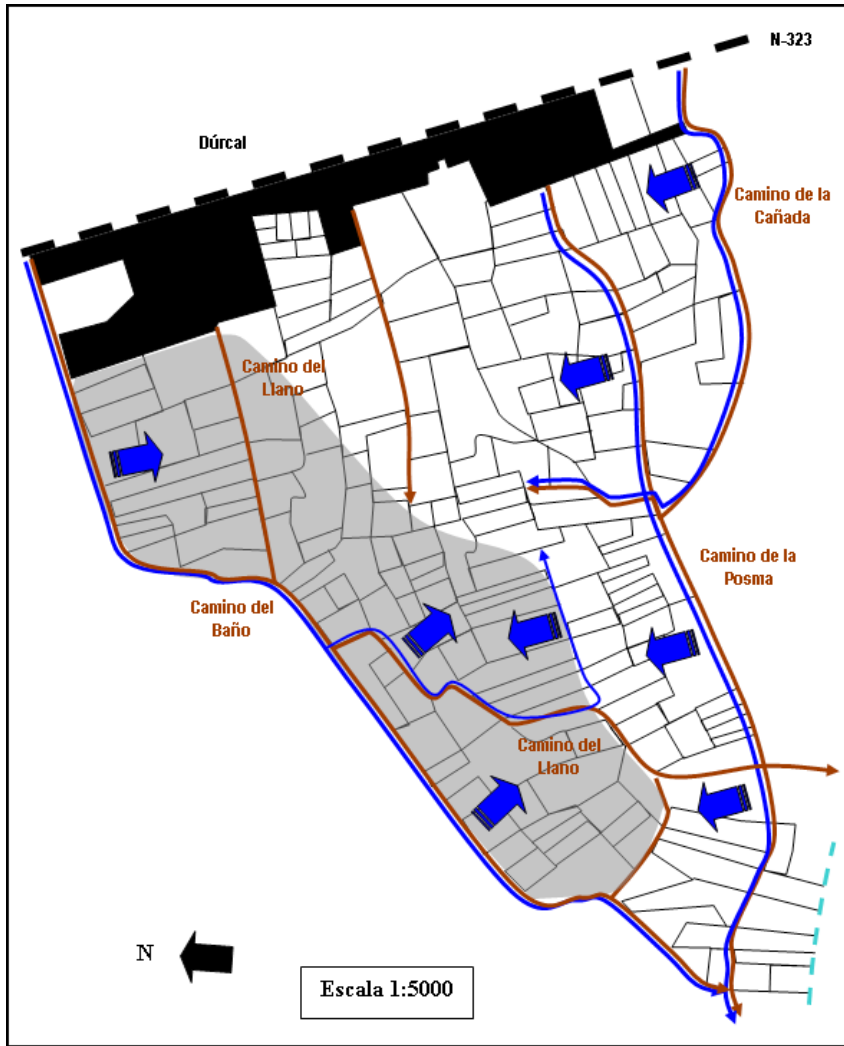 N-323
Dúrcal
Camino de la
Cañada
Camino del
Llano
Camino de la
Posma
Camino del
Baño
Camino del
Llano
N
Escala 1:5000